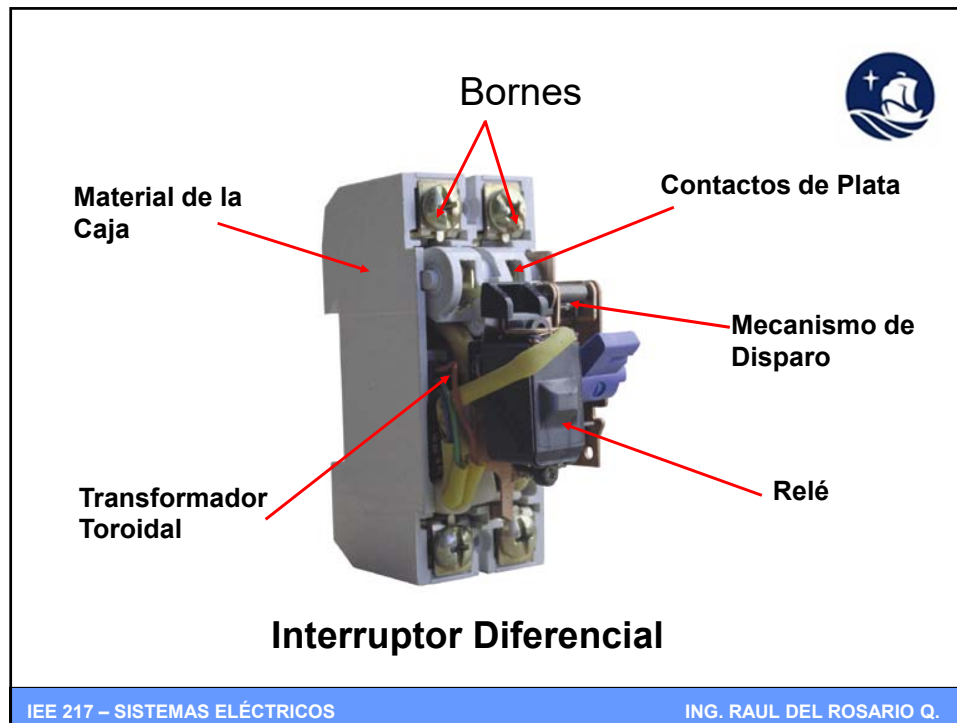 Bornes
Material de la
Caja
Contactos de Plata
Mecanismo de
Disparo
Transformador
Toroidal
Relé
Interruptor Diferencial
IEE 217 – SISTEMAS ELÉCTRICOS
ING. RAUL DEL ROSARIO Q.